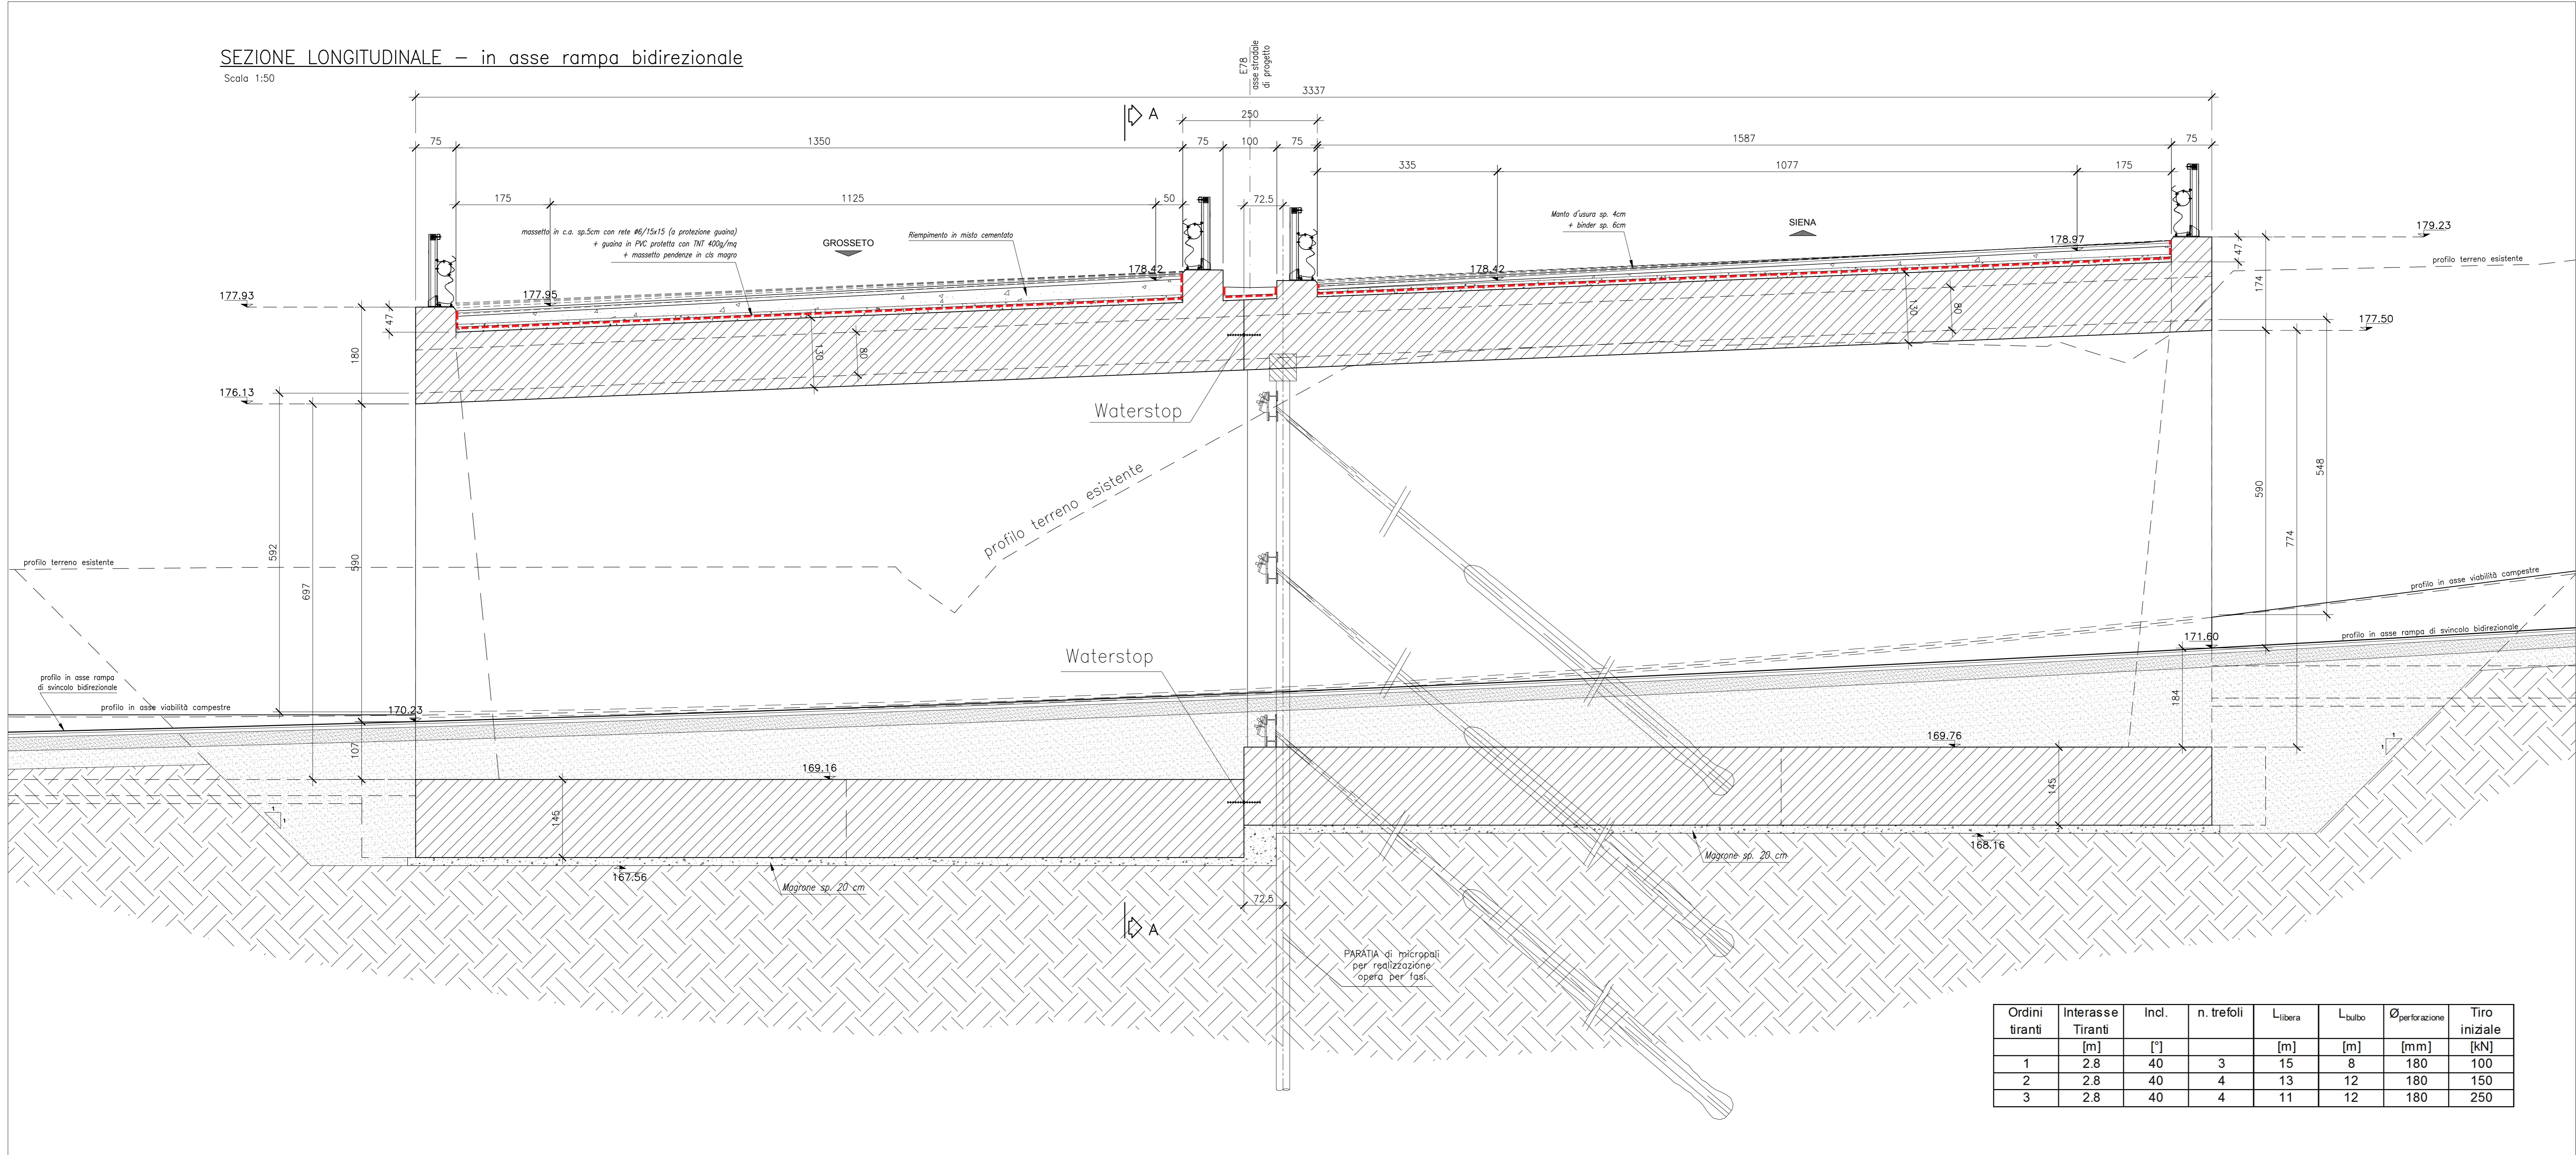 SEZIONE LONGITUDINALE – in asse rampa bidirezionale
Scala 1:50
E78
asse stradale
di progetto
3337
A
250
75
1350
75
100
75
1587
75
335
1077
175
175
1125
50
72.5
massetto in c.a. sp.5cm con rete ø6/15x15 (a protezione guaina)
+ guaina in PVC protetta con TNT 400g/mq
+ massetto pendenze in cls magro
GROSSETO
Riempimento in misto cementato
Manto d'usura sp. 4cm
+ binder sp. 6cm
SIENA
179.23
178.97
178.42
178.42
177.95
177.93
47
174
profilo terreno esistente
47
180
130
80
130
80
177.50
176.13
Waterstop
profilo terreno esistente
592
697
590
548
590
774
profilo terreno esistente
profilo in asse viabilità campestre
profilo in asse rampa di svincolo bidirezionale
171.60
Waterstop
profilo in asse rampa
di svincolo bidirezionale
profilo in asse viabilità campestre
170.23
107
184
169.76
169.16
145
145
1
1
1
1
167.56
Magrone sp. 20 cm
Magrone sp. 20 cm
168.16
72.5
A
PARATIA di micropali
per realizzazione
opera per fasi
Ordini tiranti Interasse Tiranti Incl. n. trefoli Llibera Lbulbo Øperforazione Tiro iniziale
[m] [°] [m] [m] [mm] [kN]
1 2.8 40 3 15 8 180 100
2 2.8 40 4 13 12 180 150
3 2.8 40 4 11 12 180 250